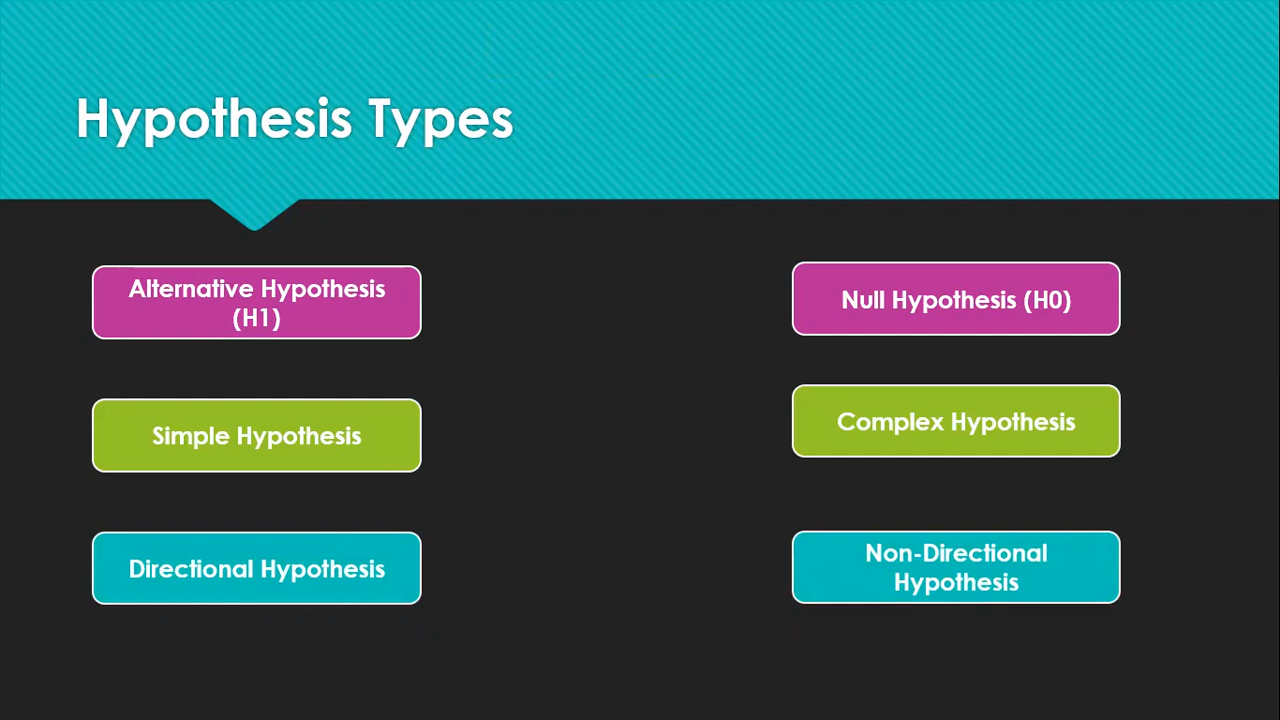 Hypothesis Types
Alternative Hypothesis
(H1)
Null Hypothesis (H0)
Simple Hypothesis
Complex Hypothesis
Directional Hypothesis
Non-Directional
Hypothesis